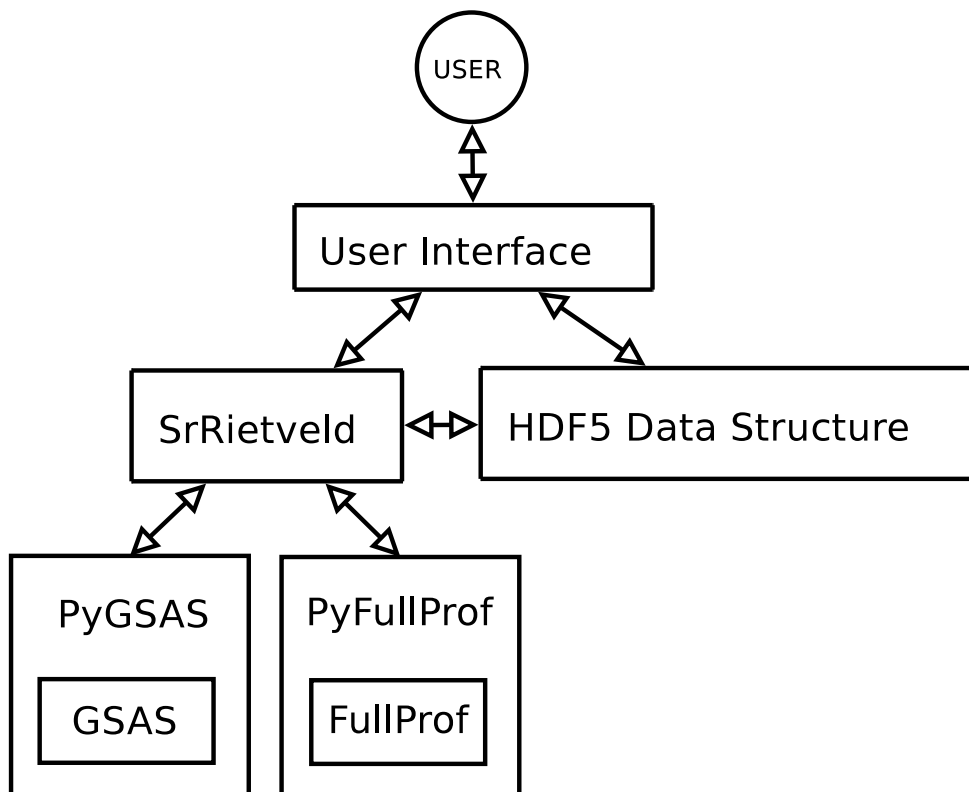 USER
User Interface
SrRietveld
HDF5 Data Structure
PyGSAS
PyFullProf
GSAS
FullProf